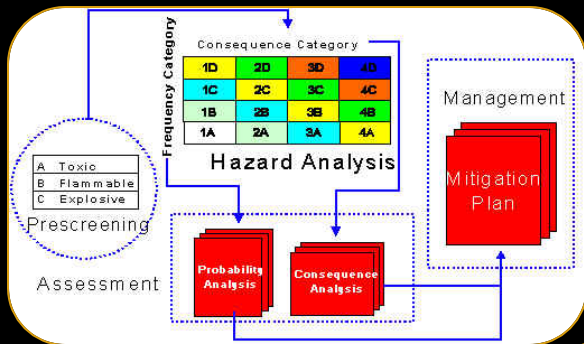 Consequence Category
Frequency Category
1D 2D 3D 4D
1C 2C 3C 4C
1B 2B 3B 4B
1A 2A 3A 4A
Hazard Analysis
A Toxic
B Flammable
C Explosive
Prescreening
Assessment
Probability
Analysis
Consequence
Analysis
Management
Mitigation
Plan